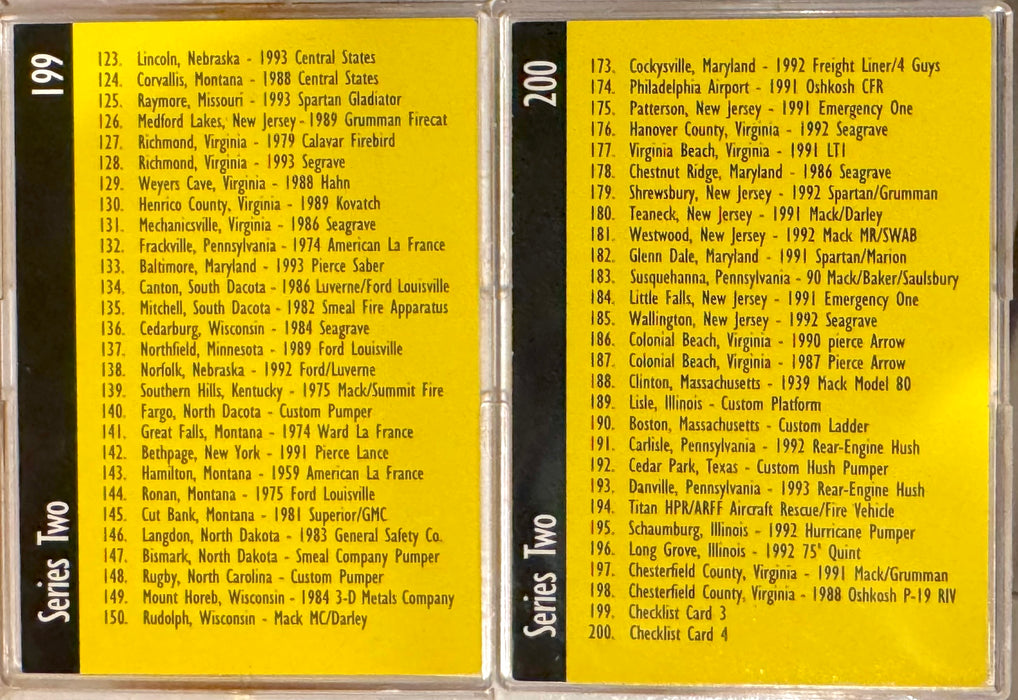 199
Series Two
123. Lincoln, Nebraska - 1993 Central States
124. Corvallis, Montana - 1988 Central States
125. Raymore, Missouri - 1993 Spartan Gladiator
126. Medford Lakes, New Jersey - 1989 Grumman Firecat
127. Richmond, Virginia - 1979 Calavar Firebird
128. Richmond, Virginia - 1993 Segrave
129. Weyers Cave, Virginia - 1988 Hahn
130. Henrico County, Virginia - 1989 Kovatch
131. Mechanicsville, Virginia - 1986 Seagrave
132. Frackville, Pennsylvania - 1974 American La France
133. Baltimore, Maryland - 1993 Pierce Saber
134. Canton, South Dacota - 1986 Luverne/Ford Louisville
135. Mitchell, South Dacota - 1982 Smeal Fire Apparatus
136. Cedarburg, Wisconsin - 1984 Seagrave
137. Northfield, Minnesota - 1989 Ford Louisville
138. Norfolk, Nebraska - 1992 Ford/Luverne
139. Southern Hills, Kentucky - 1975 Mack/Summit Fire
140. Fargo, North Dacota - Custom Pumper
141. Great Falls, Montana - 1974 Ward La France
142. Bethpage, New York - 1991 Pierce Lance
143. Hamilton, Montana - 1959 American La France
144. Ronan, Montana - 1975 Ford Louisville
145. Cut Bank, Montana - 1981 Superior/GMC
146. Langdon, North Dakota - 1983 General Safety Co.
147. Bismark, North Dakota - Smeal Company Pumper
148. Rugby, North Carolina - Custom Pumper
149. Mount Horeb, Wisconsin - 1984 3-D Metals Company
150. Rudolph, Wisconsin - Mack MC/Darley
200
Series Two
173. Cockysville, Maryland - 1992 Freight Liner/4 Guys
174. Philadelphia Airport - 1991 Oshkosh CFR
175. Patterson, New Jersey - 1991 Emergency One
176. Hanover County, Virginia - 1992 Seagrave
177. Virginia Beach, Virginia - 1991 LTI
178. Chestnut Ridge, Maryland - 1986 Seagrave
179. Shrewsbury, New Jersey - 1992 Spartan/Grumman
180. Teaneck, New Jersey - 1991 Mack/Darley
181. Westwood, New Jersey - 1992 Mack MR/SWAB
182. Glenn Dale, Maryland - 1991 Spartan/Marion
183. Susquehanna, Pennsylvania - 90 Mack/Baker/Saulsbury
184. Little Falls, New Jersey - 1991 Emergency One
185. Wallington, New Jersey - 1992 Seagrave
186. Colonial Beach, Virginia - 1990 pierce Arrow
187. Colonial Beach, Virginia - 1987 Pierce Arrow
188. Clinton, Massachusetts - 1939 Mack Model 80
189. Lisle, Illinois - Custom Platform
190. Boston, Massachusetts - Custom Ladder
191. Carlisle, Pennsylvania - 1992 Rear-Engine Hush
192. Cedar Park, Texas - Custom Hush Pumper
193. Danville, Pennsylvania - 1993 Rear-Engine Hush
194. Titan HPR/ARFF Aircraft Rescue/Fire Vehicle
195. Schaumburg, Illinois - 1992 Hurricane Pumper
196. Long Grove, Illinois - 1992 75' Quint
197. Chesterfield County, Virginia - 1991 Mack/Grumman
198. Chesterfield County, Virginia - 1988 Oshkosh P-19 RIV
199. Checklist Card 3
200. Checklist Card 4